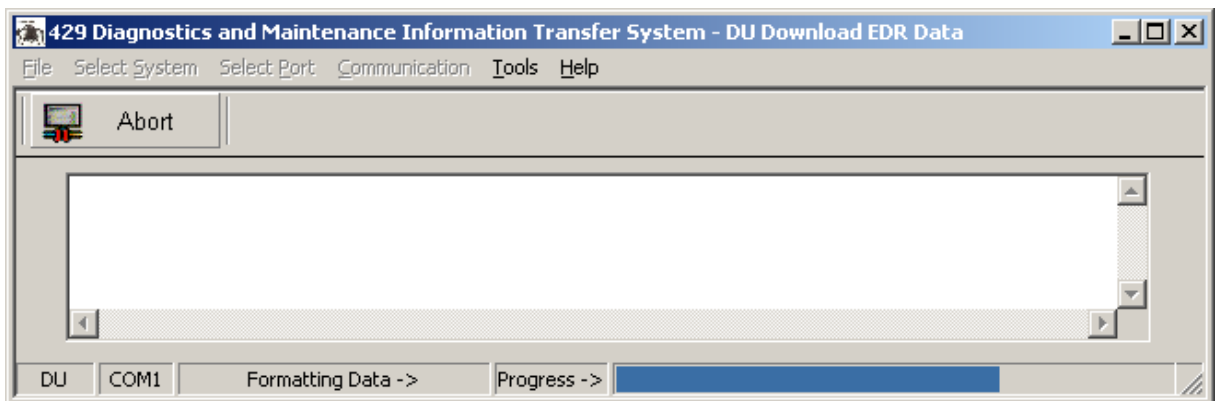 429 Diagnostics and Maintenance Information Transfer System - DU Download EDR Data
File Select System Select Port Communication Tools Help
Abort
DU COM1 Formatting Data -> Progress ->